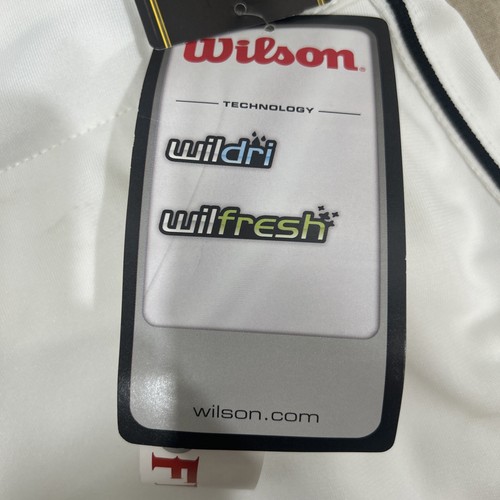 Wilson
TECHNOLOGY
wildri
wilfresh
wilson.com
F